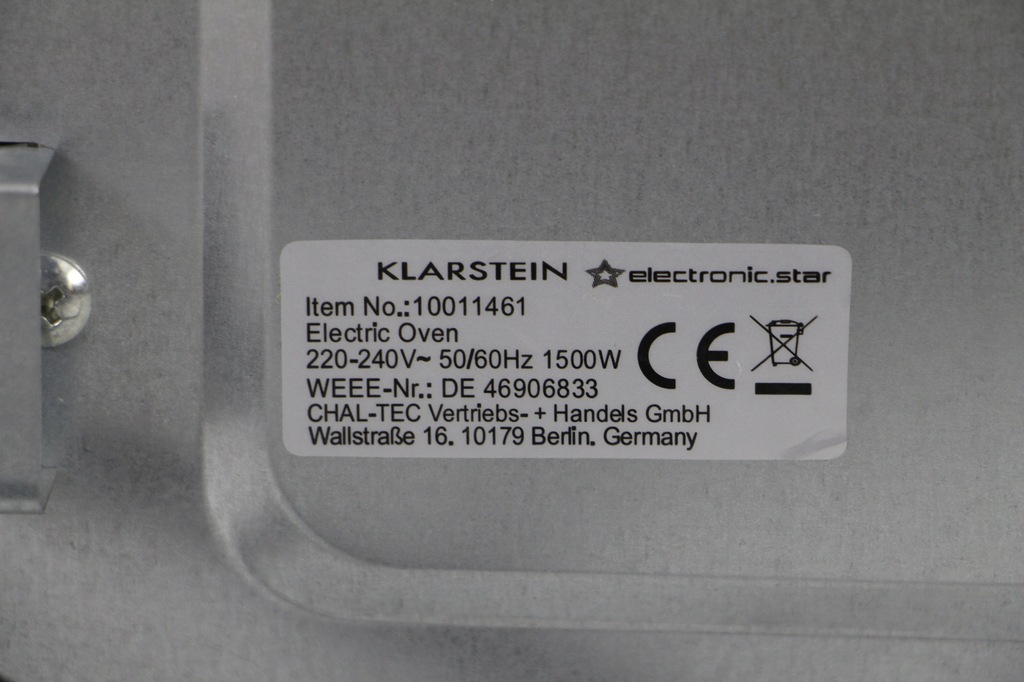 KLARSTEIN electronic.star
Item No.:10011461
Electric Oven
220-240V~ 50/60Hz 1500W
WEEE-Nr.: DE 46906833
CHAL-TEC Vertriebs- + Handels GmbH
Wallstraße 16. 10179 Berlin. Germany
CE